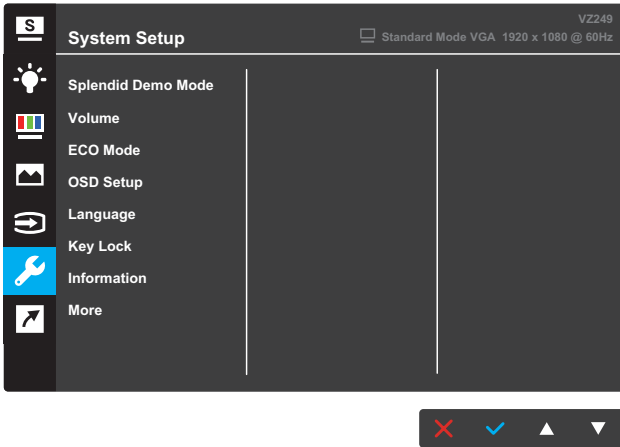 S
VZ249
System Setup
Standard Mode VGA 1920 x 1080 @ 60Hz
Splendid Demo Mode
Volume
ECO Mode
OSD Setup
Language
Key Lock
Information
More